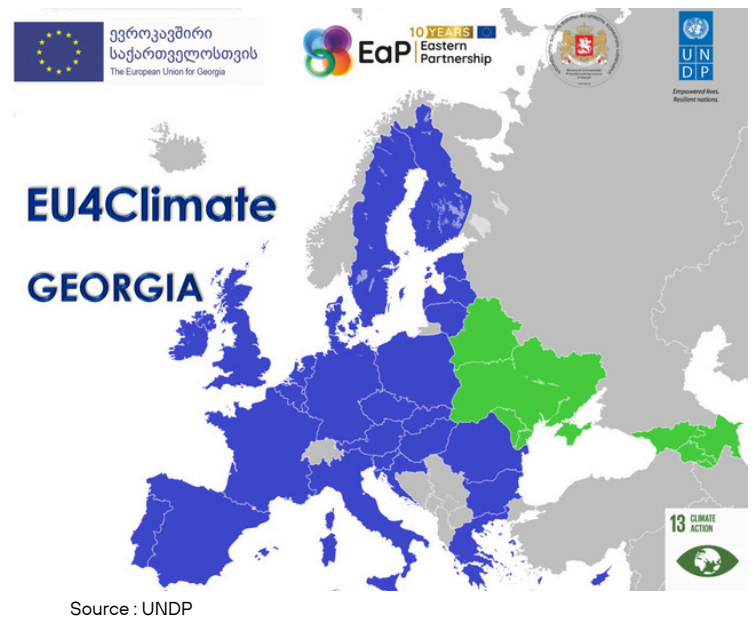 ევროკავშირი
საქართველოსთვის
The European Union for Georgia
EaP
10 YEARS
Eastern
Partnership
U N
D P
Empowered lives.
Resilient nations.
EU4Climate
GEORGIA
13 CLIMATE
ACTION
Source : UNDP